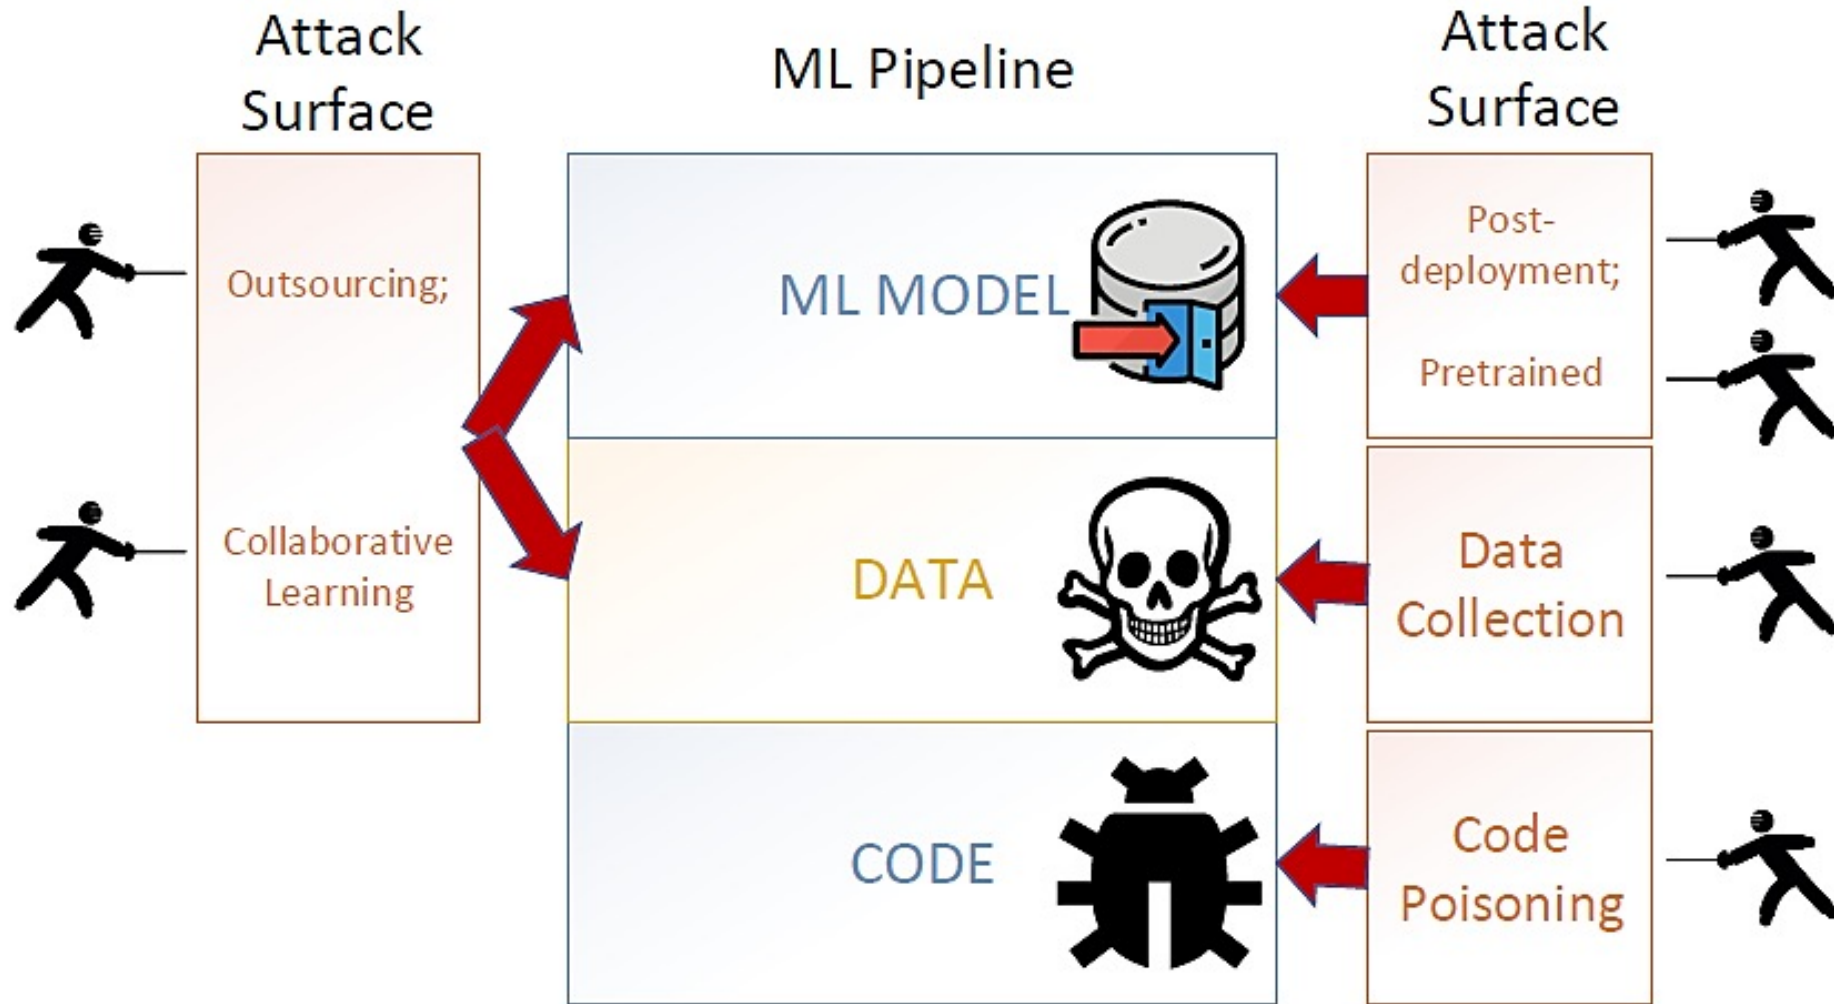 Attack
Surface
Outsourcing;
Collaborative
Learning
ML Pipeline
ML MODEL
DATA
CODE
Attack
Surface
Post-
deployment;
Pretrained
Data
Collection
Code
Poisoning